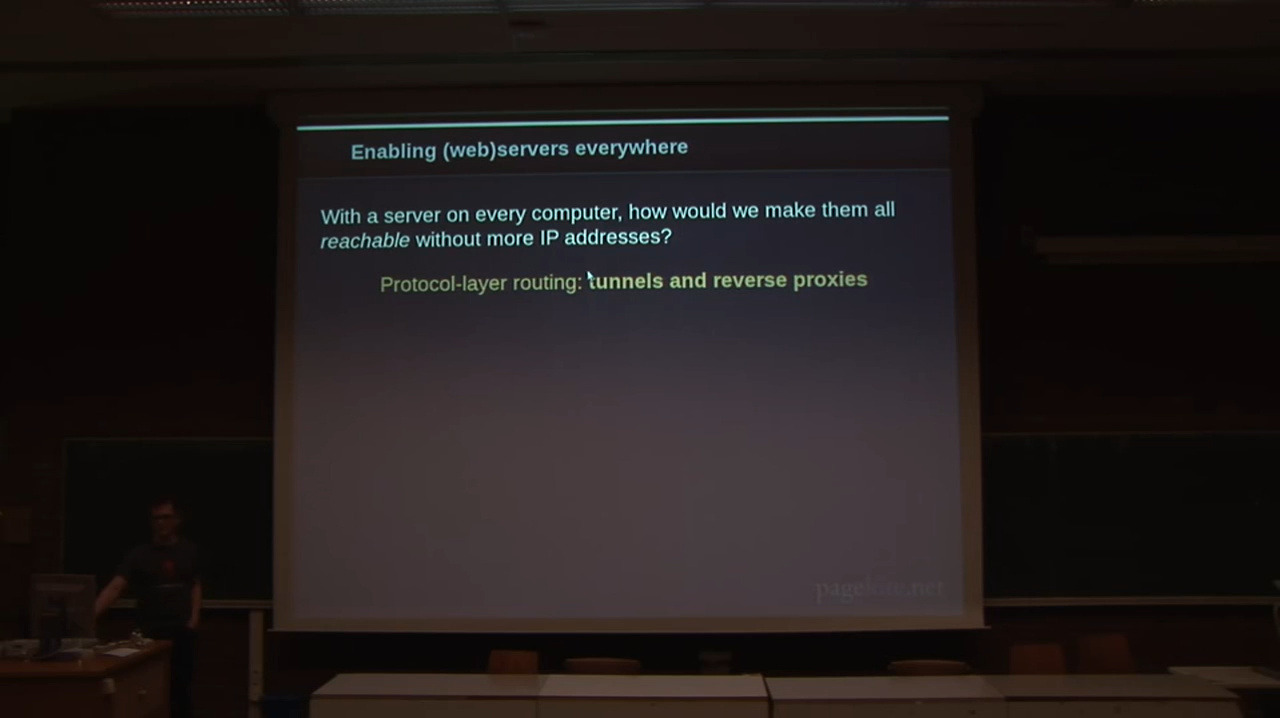 Enabling (web)servers everywhere
With a server on every computer, how would we make them all
reachable without more IP addresses?
Protocol-layer routing: tunnels and reverse proxies
pagekite.net